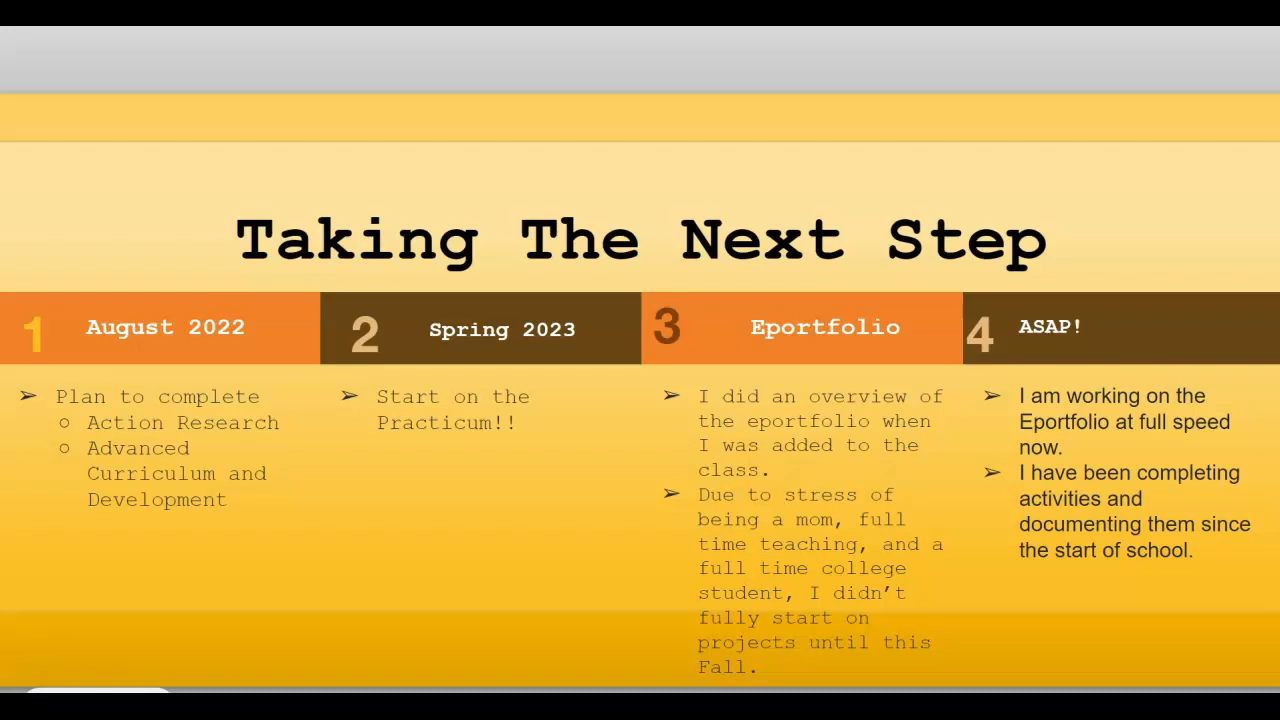 Taking The Next Step
1 August 2022
➢ Plan to complete
○ Action Research
○ Advanced
Curriculum and
Development
2 Spring 2023
➢ Start on the
Practicum!!
3 Eportfolio
➢ I did an overview of
the eportfolio when
I was added to the
class.
➢ Due to stress of
being a mom, full
time teaching, and a
full time college
student, I didn’t
fully start on
projects until this
Fall.
4 ASAP!
➢ I am working on the
Eportfolio at full speed
now.
➢ I have been completing
activities and
documenting them since
the start of school.